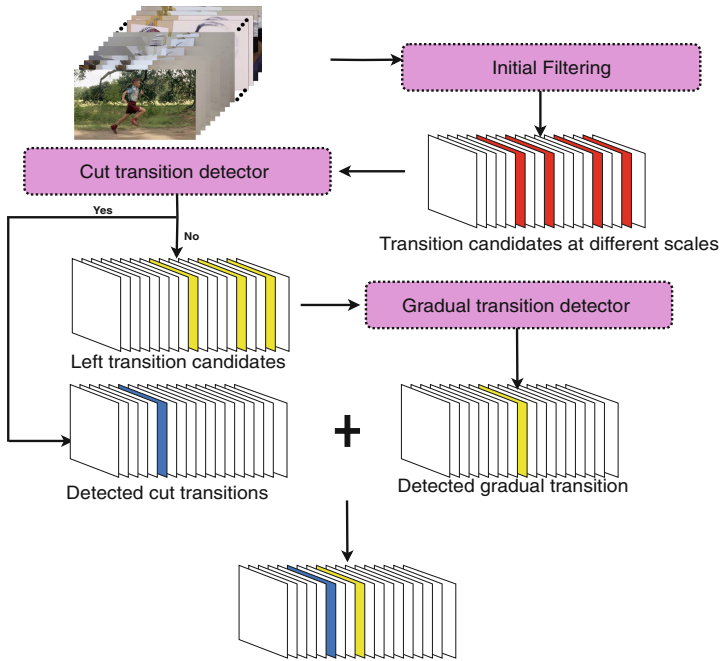 Initial Filtering
Cut transition detector
Transition candidates at different scales
Yes
No
Left transition candidates
Gradual transition detector
Detected cut transitions
+
Detected gradual transition